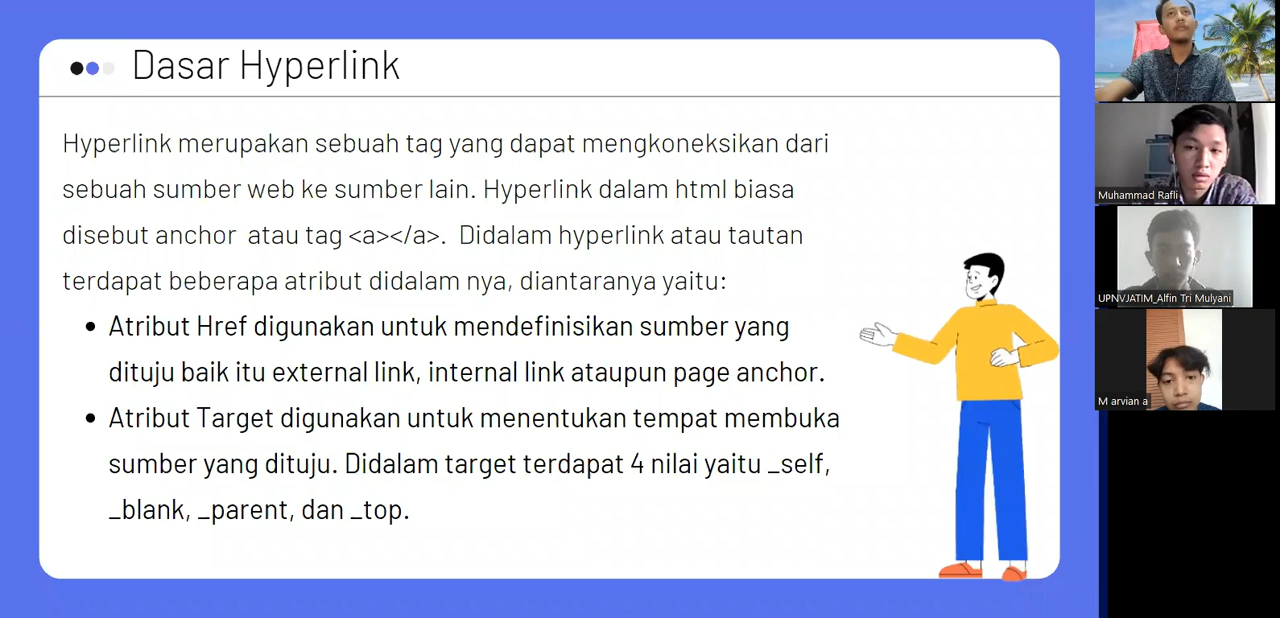 Dasar Hyperlink
Hyperlink merupakan sebuah tag yang dapat mengkoneksikan dari
sebuah sumber web ke sumber lain. Hyperlink dalam html biasa
disebut anchor atau tag <a></a>. Didalam hyperlink atau tautan
terdapat beberapa atribut didalam nya, diantaranya yaitu:
• Atribut Href digunakan untuk mendefinisikan sumber yang
dituju baik itu external link, internal link ataupun page anchor.
• Atribut Target digunakan untuk menentukan tempat membuka
sumber yang dituju. Didalam target terdapat 4 nilai yaitu _self,
_blank, _parent, dan _top.
Muhammad Rafli
UPNVJATIM_Alfin Tri Mulyani
M arvian a